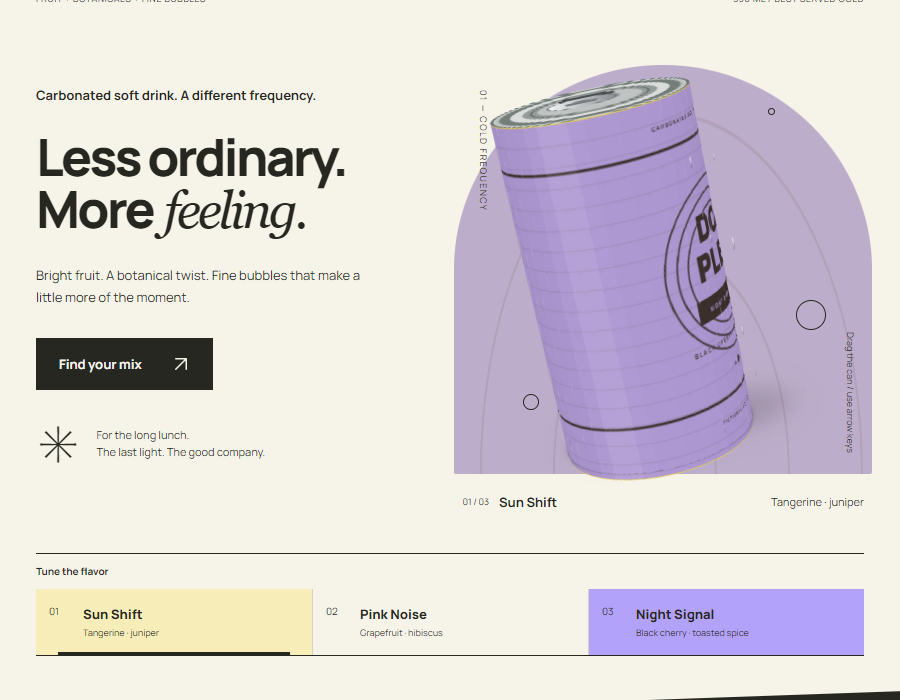 Carbonated soft drink. A different frequency.
Less ordinary.
More feeling.
Bright fruit. A botanical twist. Fine bubbles that make a
little more of the moment.
Find your mix
For the long lunch.
The last light. The good company.
01 — COLD FREQUENCY
DO
PLE
Drag the can / use arrow keys
01 / 03 Sun Shift
Tangerine · juniper
Tune the flavor
01 Sun Shift
Tangerine · juniper
02 Pink Noise
Grapefruit · hibiscus
03 Night Signal
Black cherry · toasted spice